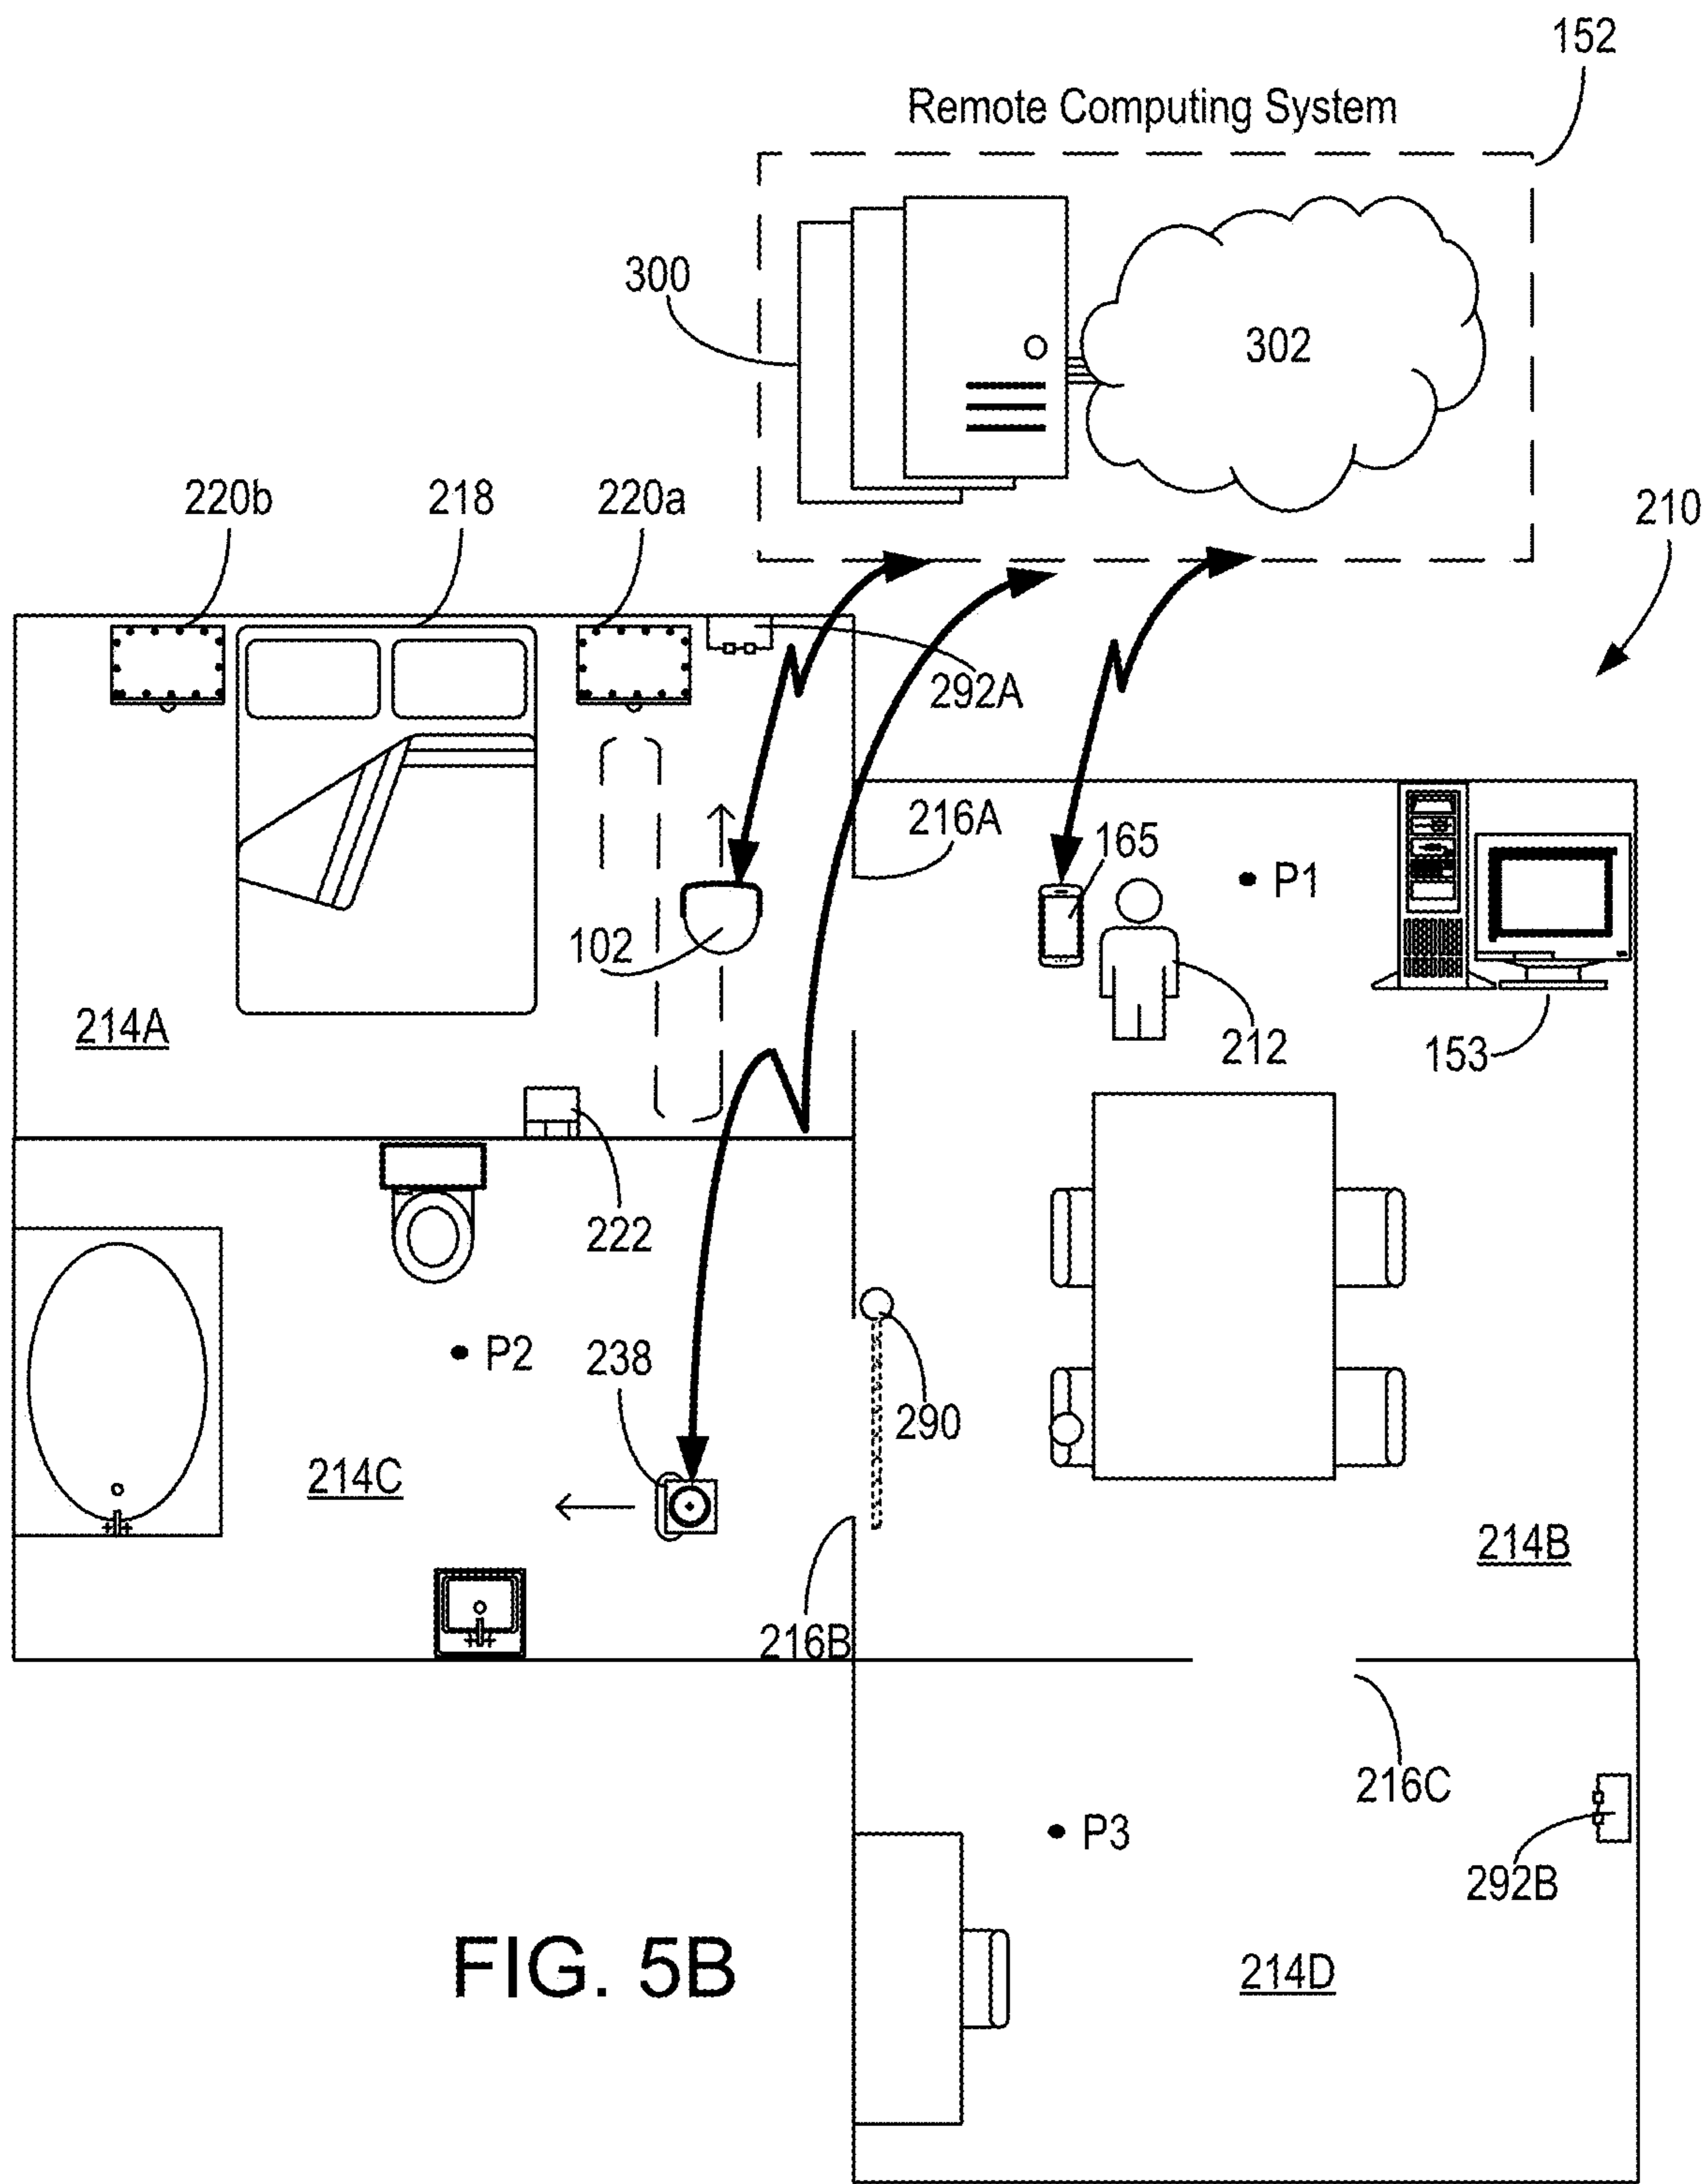 152
Remote Computing System
300
302
220b
218
220a
210
292A
216A
165
P1
102
214A
212
153
222
P2
238
290
214C
214B
216B
216C
P3
292B
FIG. 5B
214D